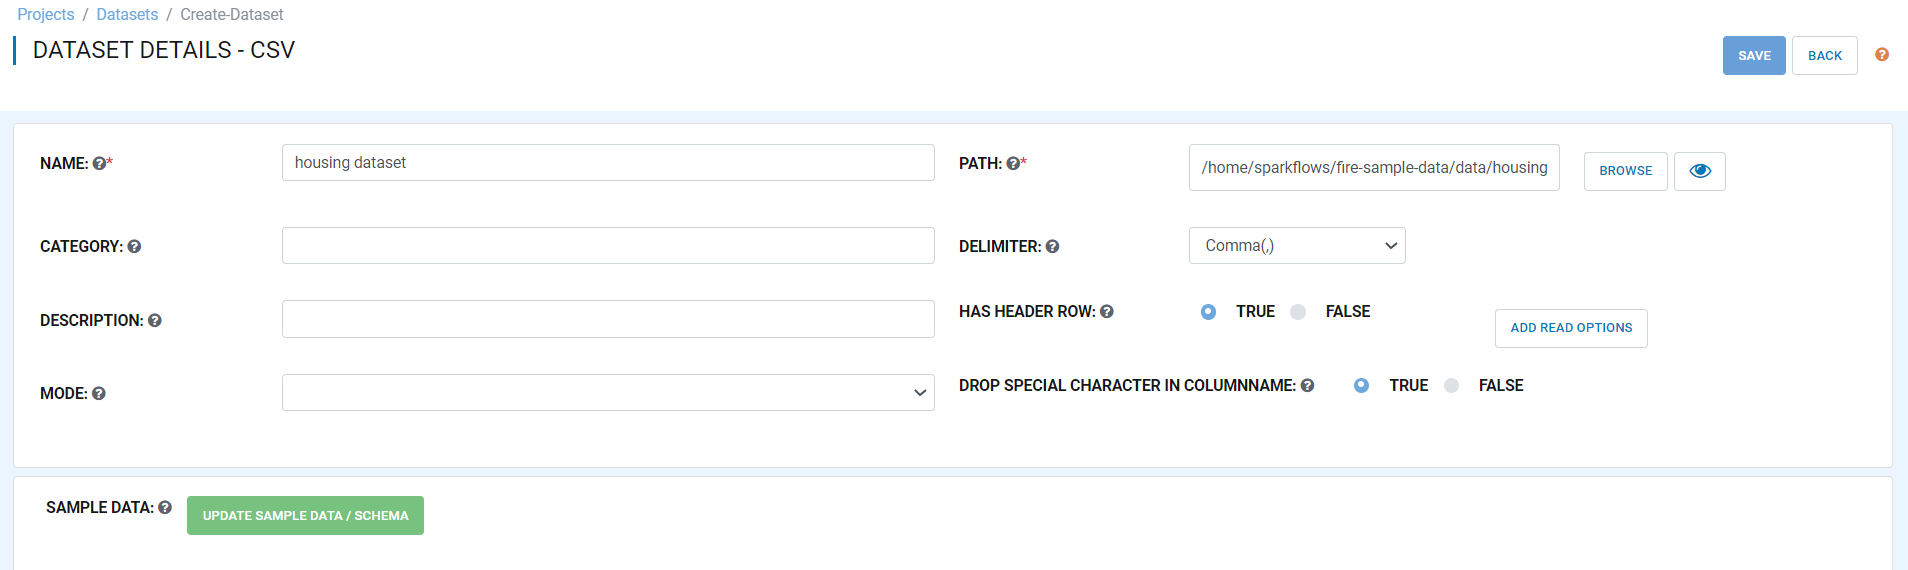 Projects / Datasets / Create-Dataset
DATASET DETAILS - CSV
SAVE
BACK
NAME: *
housing dataset
PATH: *
/home/sparkflows/fire-sample-data/data/housing
BROWSE
CATEGORY:
DELIMITER:
Comma(,)
DESCRIPTION:
HAS HEADER ROW:
TRUE
FALSE
ADD READ OPTIONS
MODE:
DROP SPECIAL CHARACTER IN COLUMNNAME:
TRUE
FALSE
SAMPLE DATA:
UPDATE SAMPLE DATA / SCHEMA